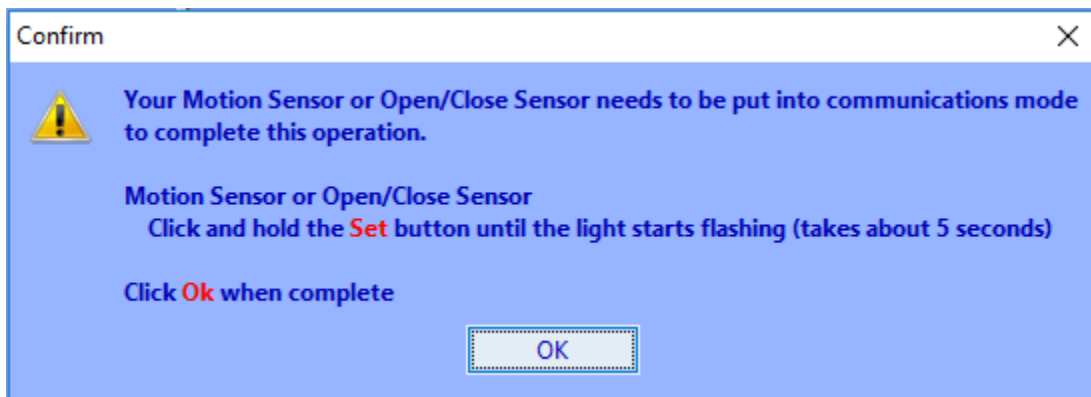 Confirm
Your Motion Sensor or Open/Close Sensor needs to be put into communications mode
to complete this operation.
Motion Sensor or Open/Close Sensor
Click and hold the Set button until the light starts flashing (takes about 5 seconds)
Click Ok when complete
OK